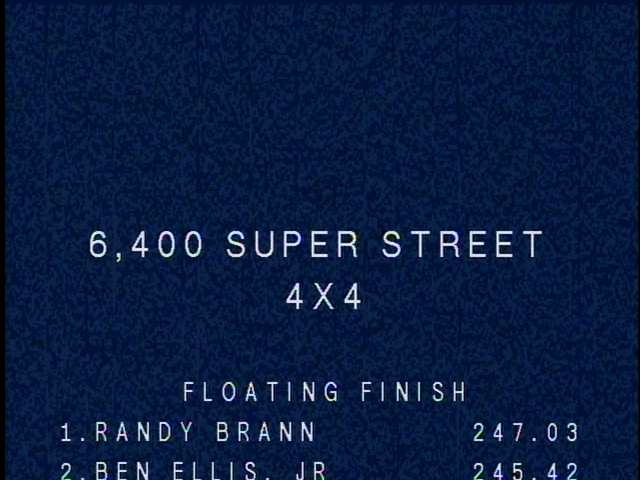 6,400 SUPER STREET
4X4
FLOATING FINISH
1.RANDY BRANN 247.03
2.BEN ELLIS, JR 245.42